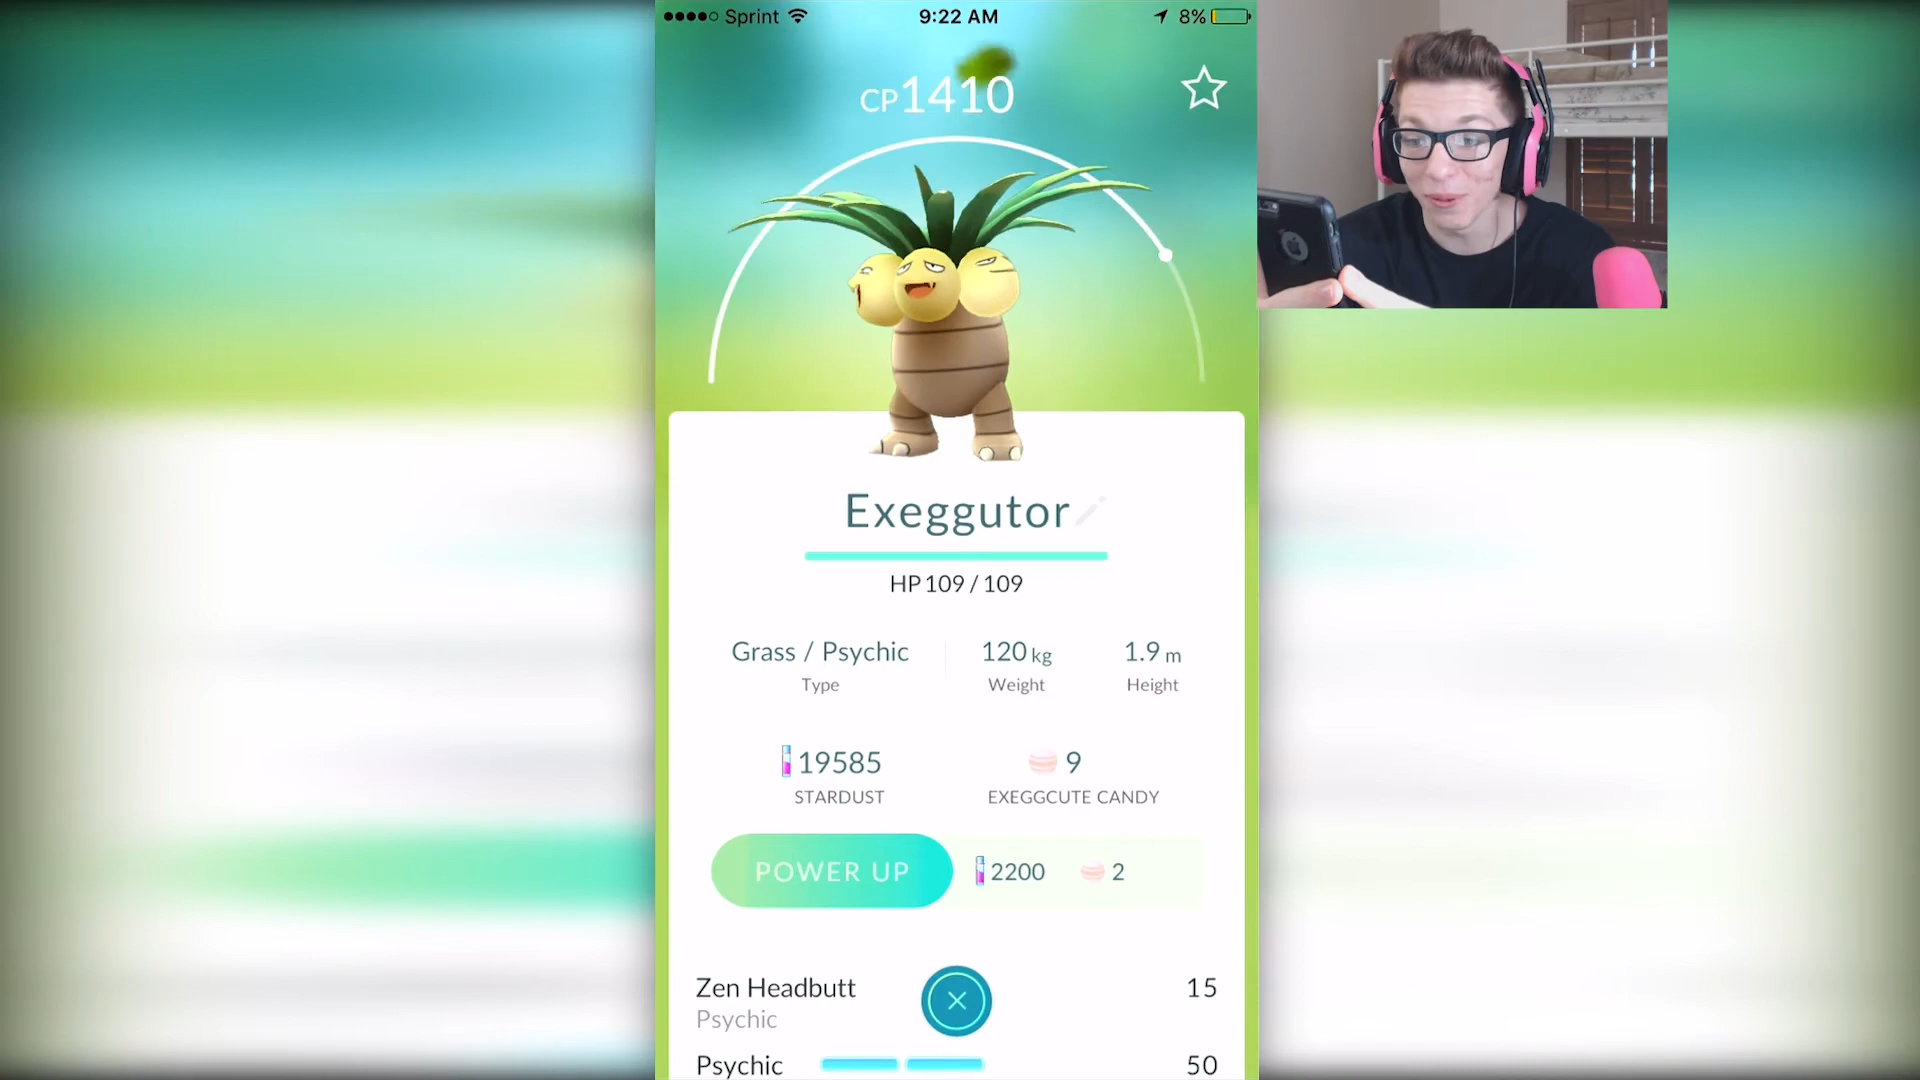 Sprint 9:22 AM 8%
CP1410
Exeggutor
HP 109 / 109
Grass / Psychic 120 kg 1.9 m
Type Weight Height
19585 9
STARDUST EXEGGCUTE CANDY
POWER UP 2200 2
Zen Headbutt 15
Psychic
Psychic 50